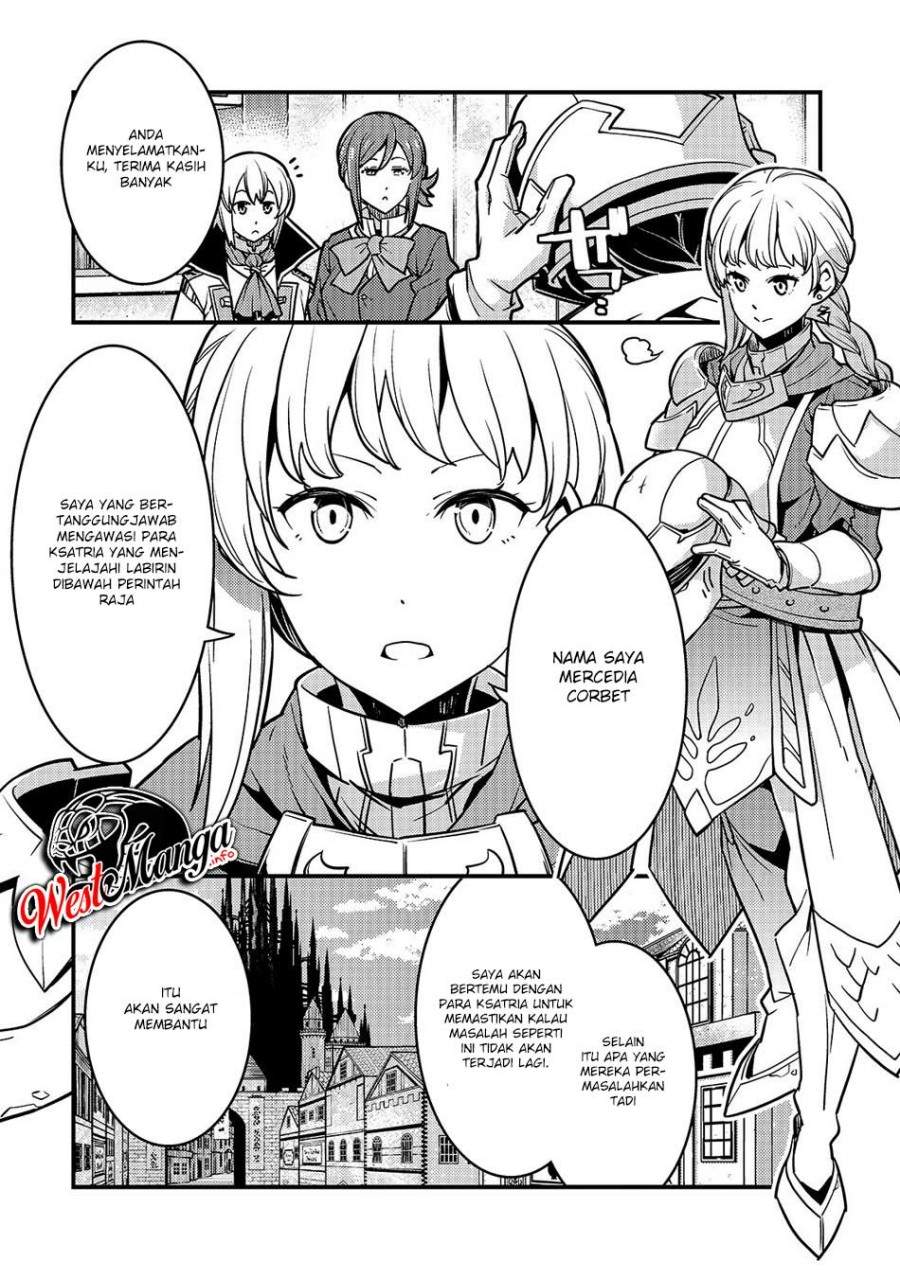 ANDA
MENYELAMATKAN-
KU, TERIMA KASIH
BANYAK
NAMA SAYA
MERCEDIA
CORBET
SAYA YANG BER-
TANGGUNGJAWAB
MENGAWASI PARA
KSATRIA YANG MEN-
JELAJAHI LABIRIN
DIBAWAH PERINTAH
RAJA
SELAIN
ITU APA YANG
MEREKA PER-
MASALAHKAN
TADI
SAYA AKAN
BERTEMU DENGAN
PARA KSATRIA UNTUK
MEMASTIKAN KALAU
MASALAH SEPERTI
INI TIDAK AKAN
TERJADI LAGI.
ITU
AKAN SANGAT
MEMBANTU
WestManga
.info